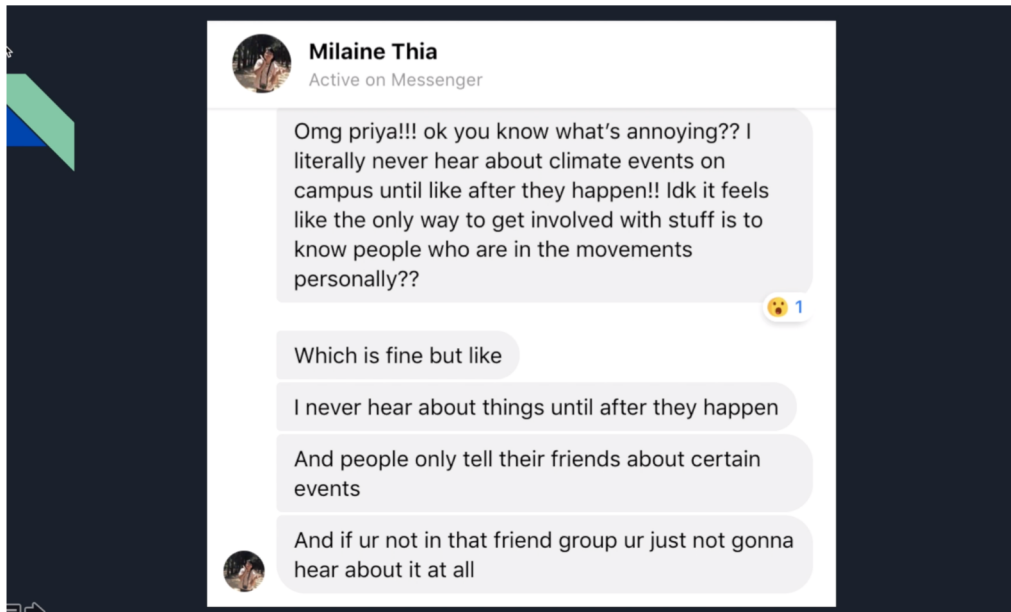 Milaine Thia
Active on Messenger
Omg priya!!! ok you know what's annoying?? I
literally never hear about climate events on
campus until like after they happen!! Idk it feels
like the only way to get involved with stuff is to
know people who are in the movements
personally??
😮 1
Which is fine but like
I never hear about things until after they happen
And people only tell their friends about certain
events
And if ur not in that friend group ur just not gonna
hear about it at all